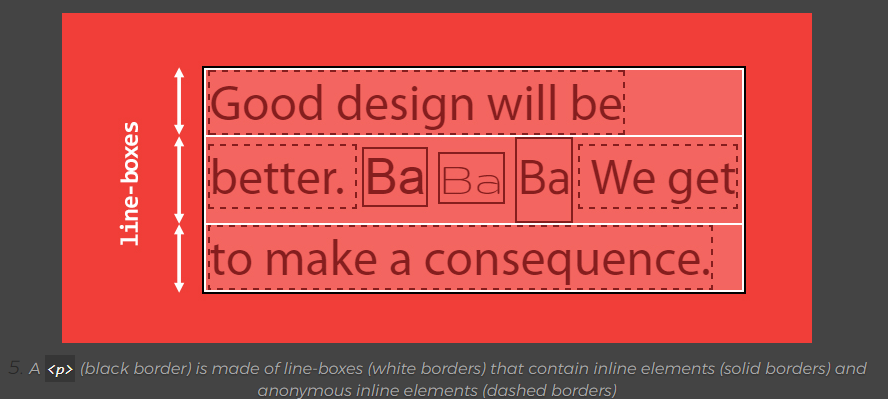 line-boxes
Good design will be
better. Ba Ba Ba We get
to make a consequence.
5. A <p> (black border) is made of line-boxes (white borders) that contain inline elements (solid borders) and
anonymous inline elements (dashed borders)